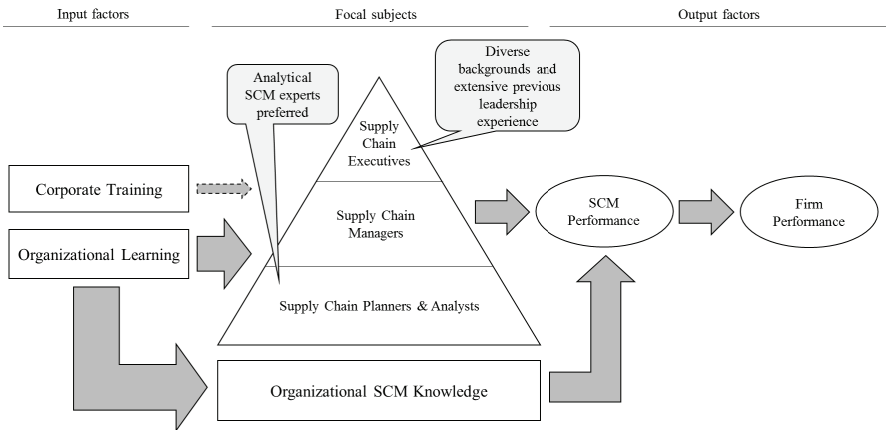 Input factors
Focal subjects
Output factors
Analytical
SCM experts
preferred
Diverse
backgrounds and
extensive previous
leadership
experience
Supply
Chain
Executives
Corporate Training
Supply Chain
Managers
SCM
Performance
Firm
Performance
Organizational Learning
Supply Chain Planners & Analysts
Organizational SCM Knowledge